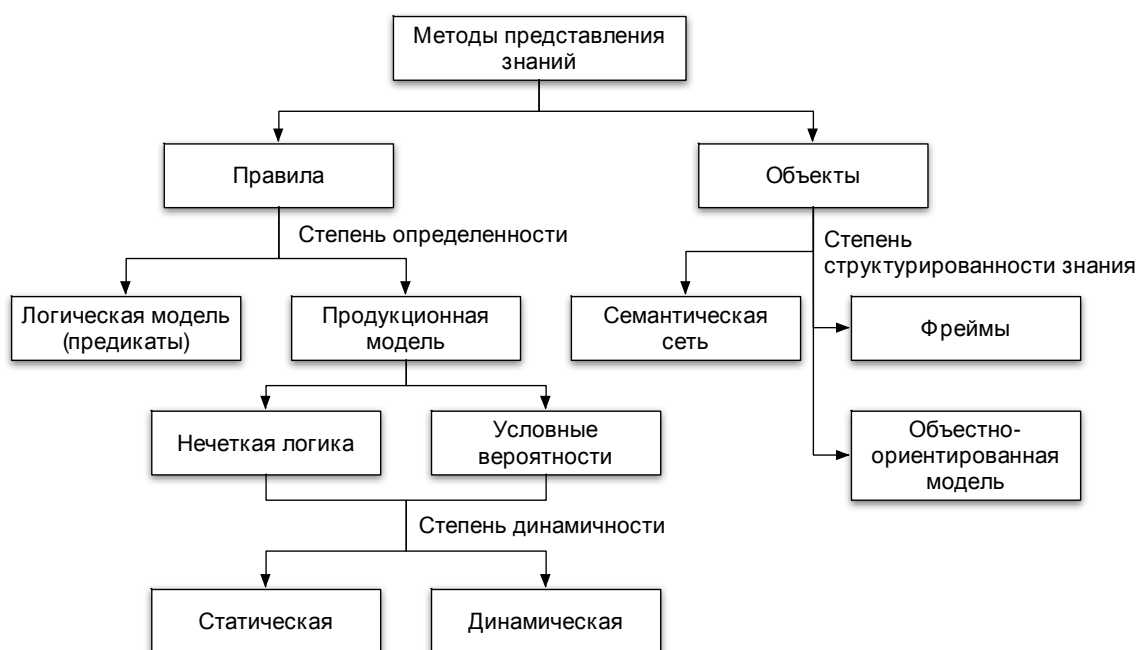 Методы представления
знаний
Правила
Объекты
Степень определенности
Степень
структурированности знания
Логическая модель
(предикаты)
Продукционная
модель
Семантическая
сеть
Фреймы
Нечеткая логика
Условные
вероятности
Объестно-
ориентированная
модель
Степень динамичности
Статическая
Динамическая